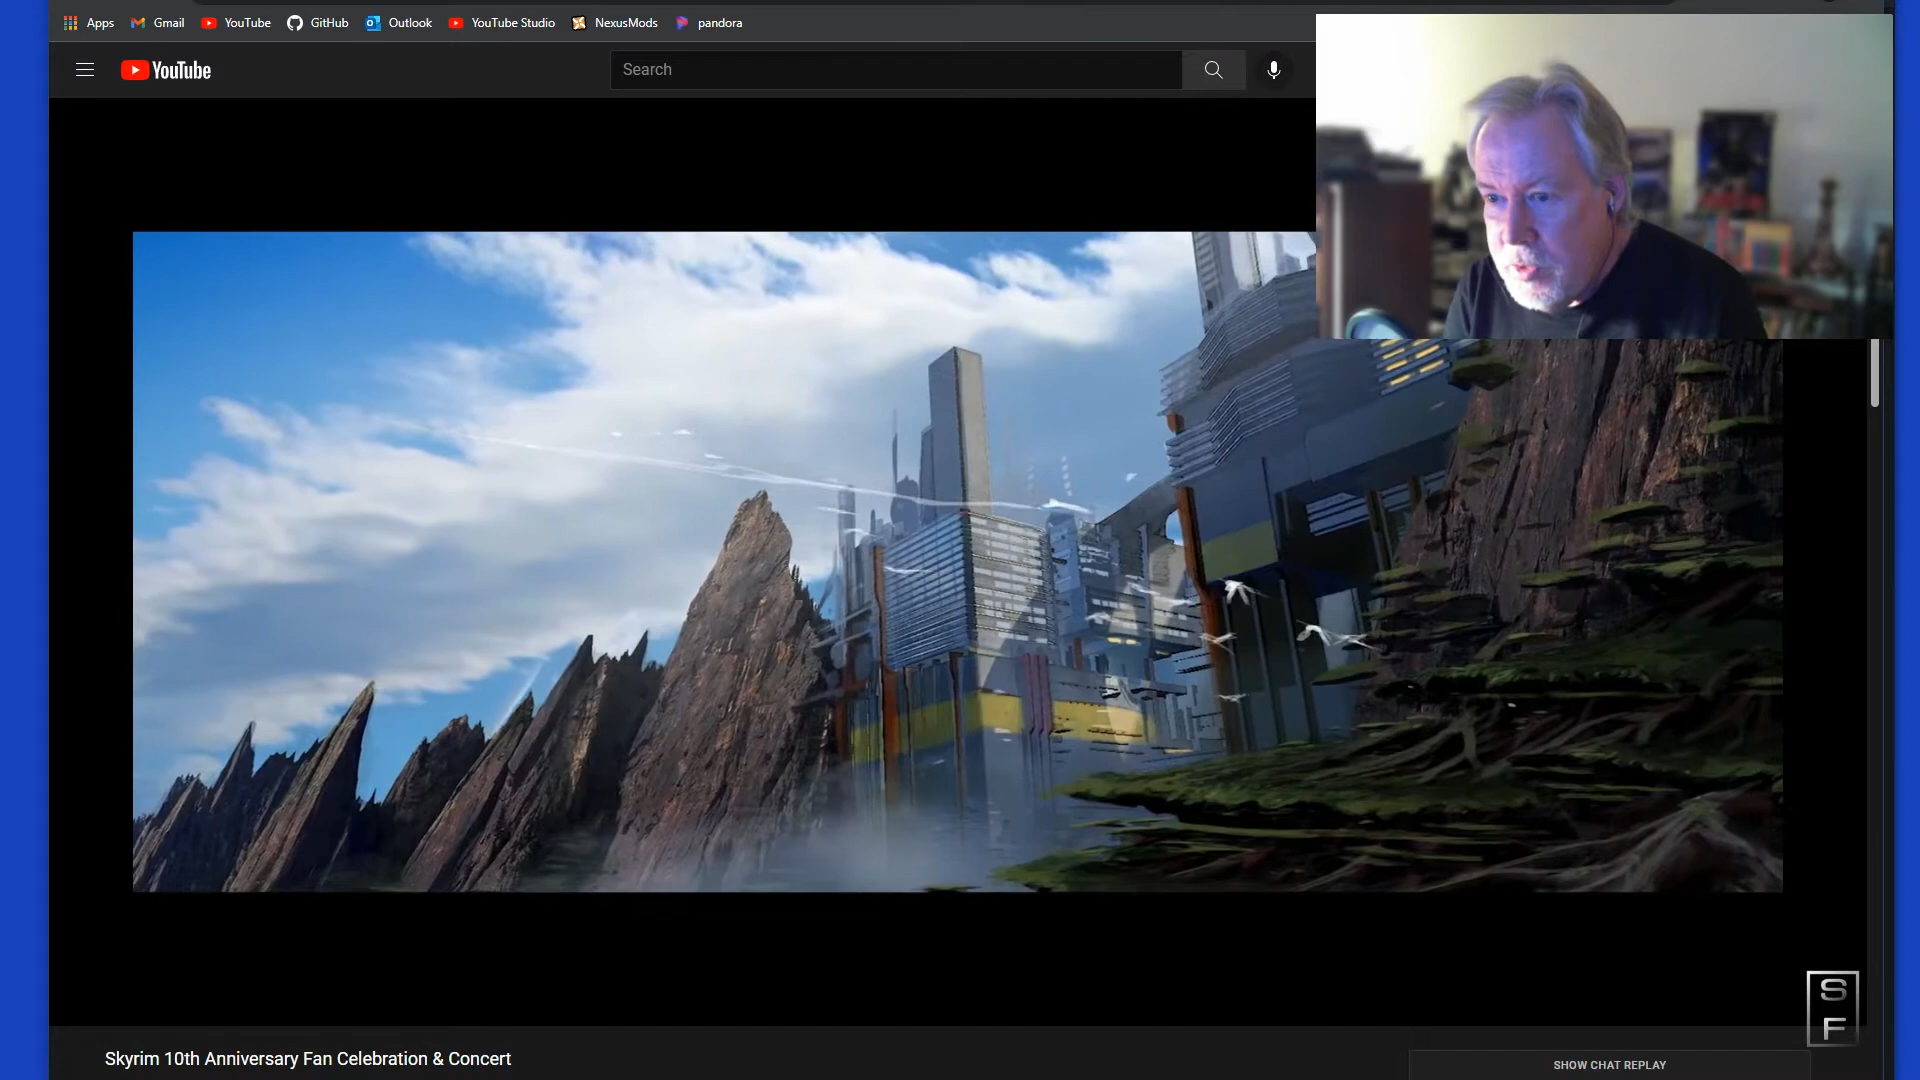 Apps Gmail YouTube GitHub Outlook YouTube Studio NexusMods pandora
YouTube Search
S
F
Skyrim 10th Anniversary Fan Celebration & Concert
SHOW CHAT REPLAY